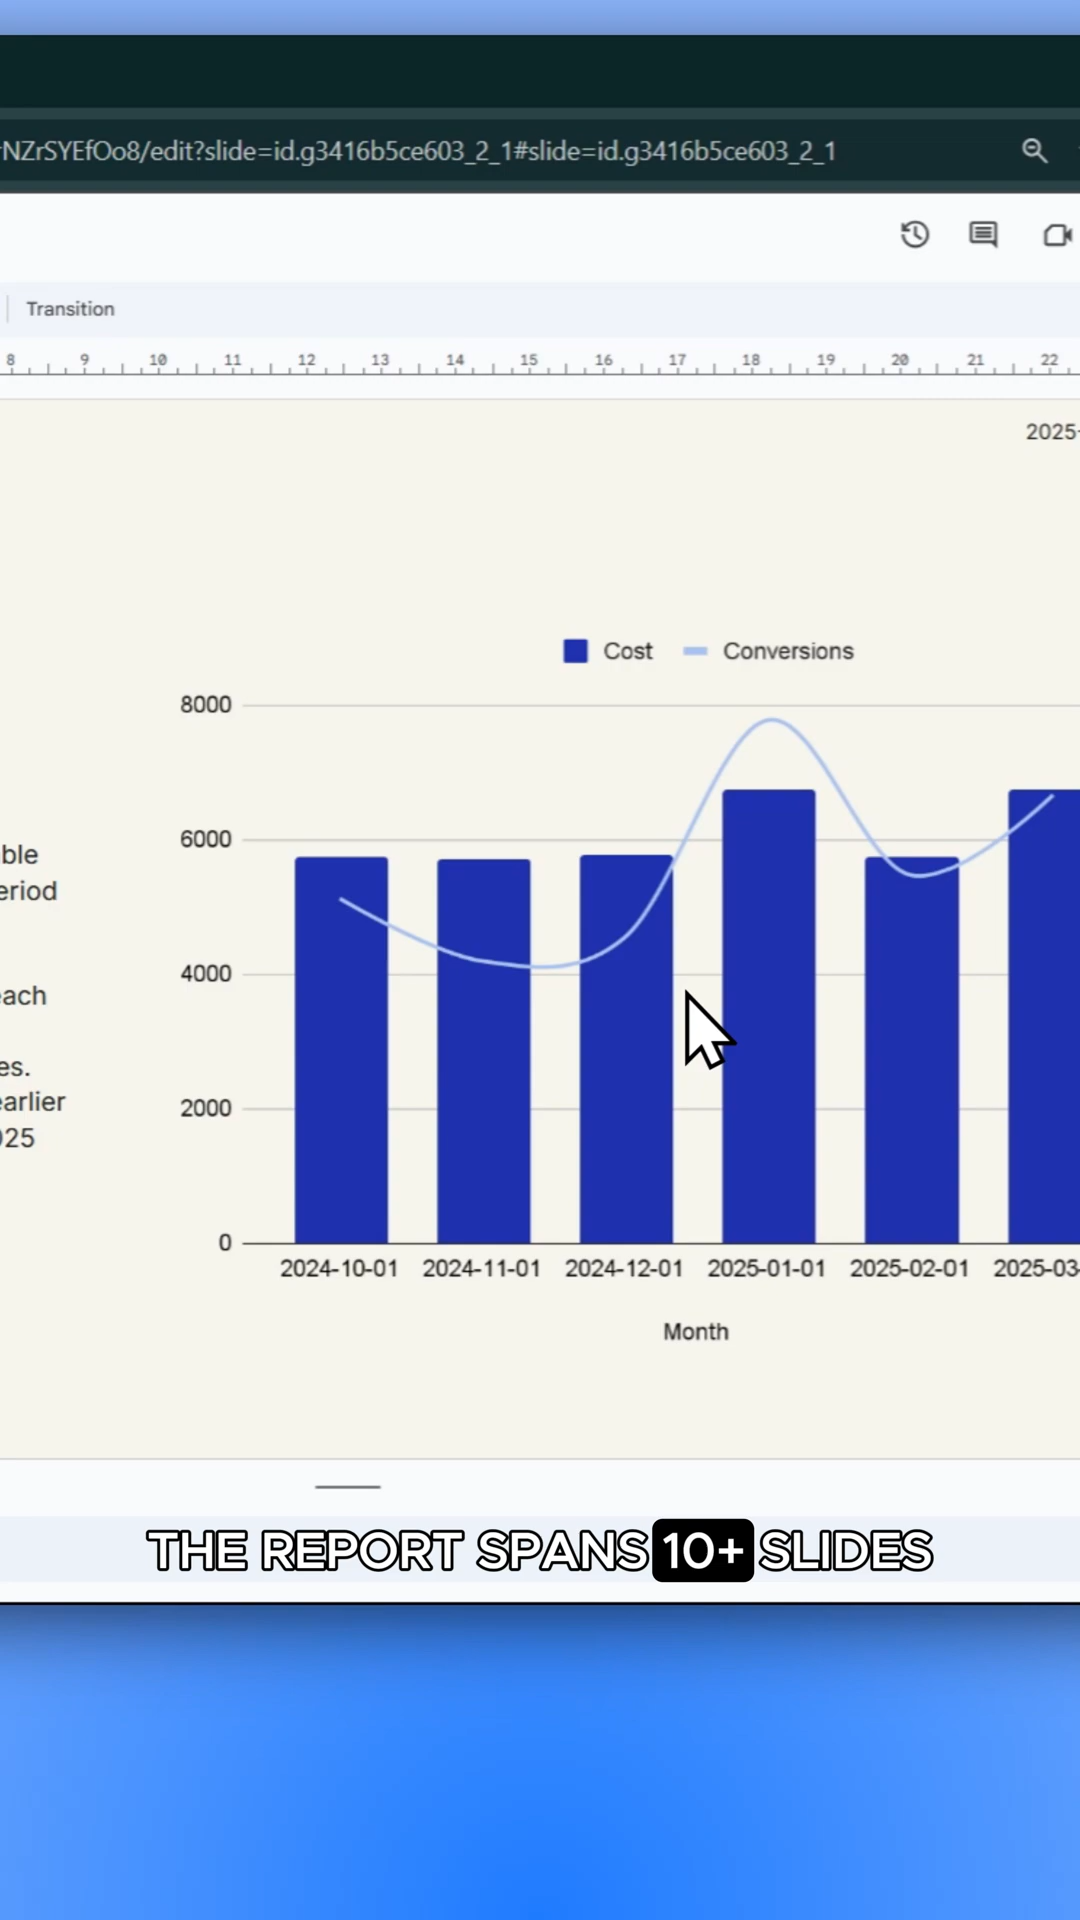 rNZrSYEfOo8/edit?slide=id.g3416b5ce603_2_1#slide=id.g3416b5ce603_2_1
Transition
8 9 10 11 12 13 14 15 16 17 18 19 20 21 22
2025-
Cost Conversions
8000
6000
4000
2000
0
ble
eriod
each
es.
earlier
025
2024-10-01 2024-11-01 2024-12-01 2025-01-01 2025-02-01 2025-03-
Month
THE REPORT SPANS 10+ SLIDES